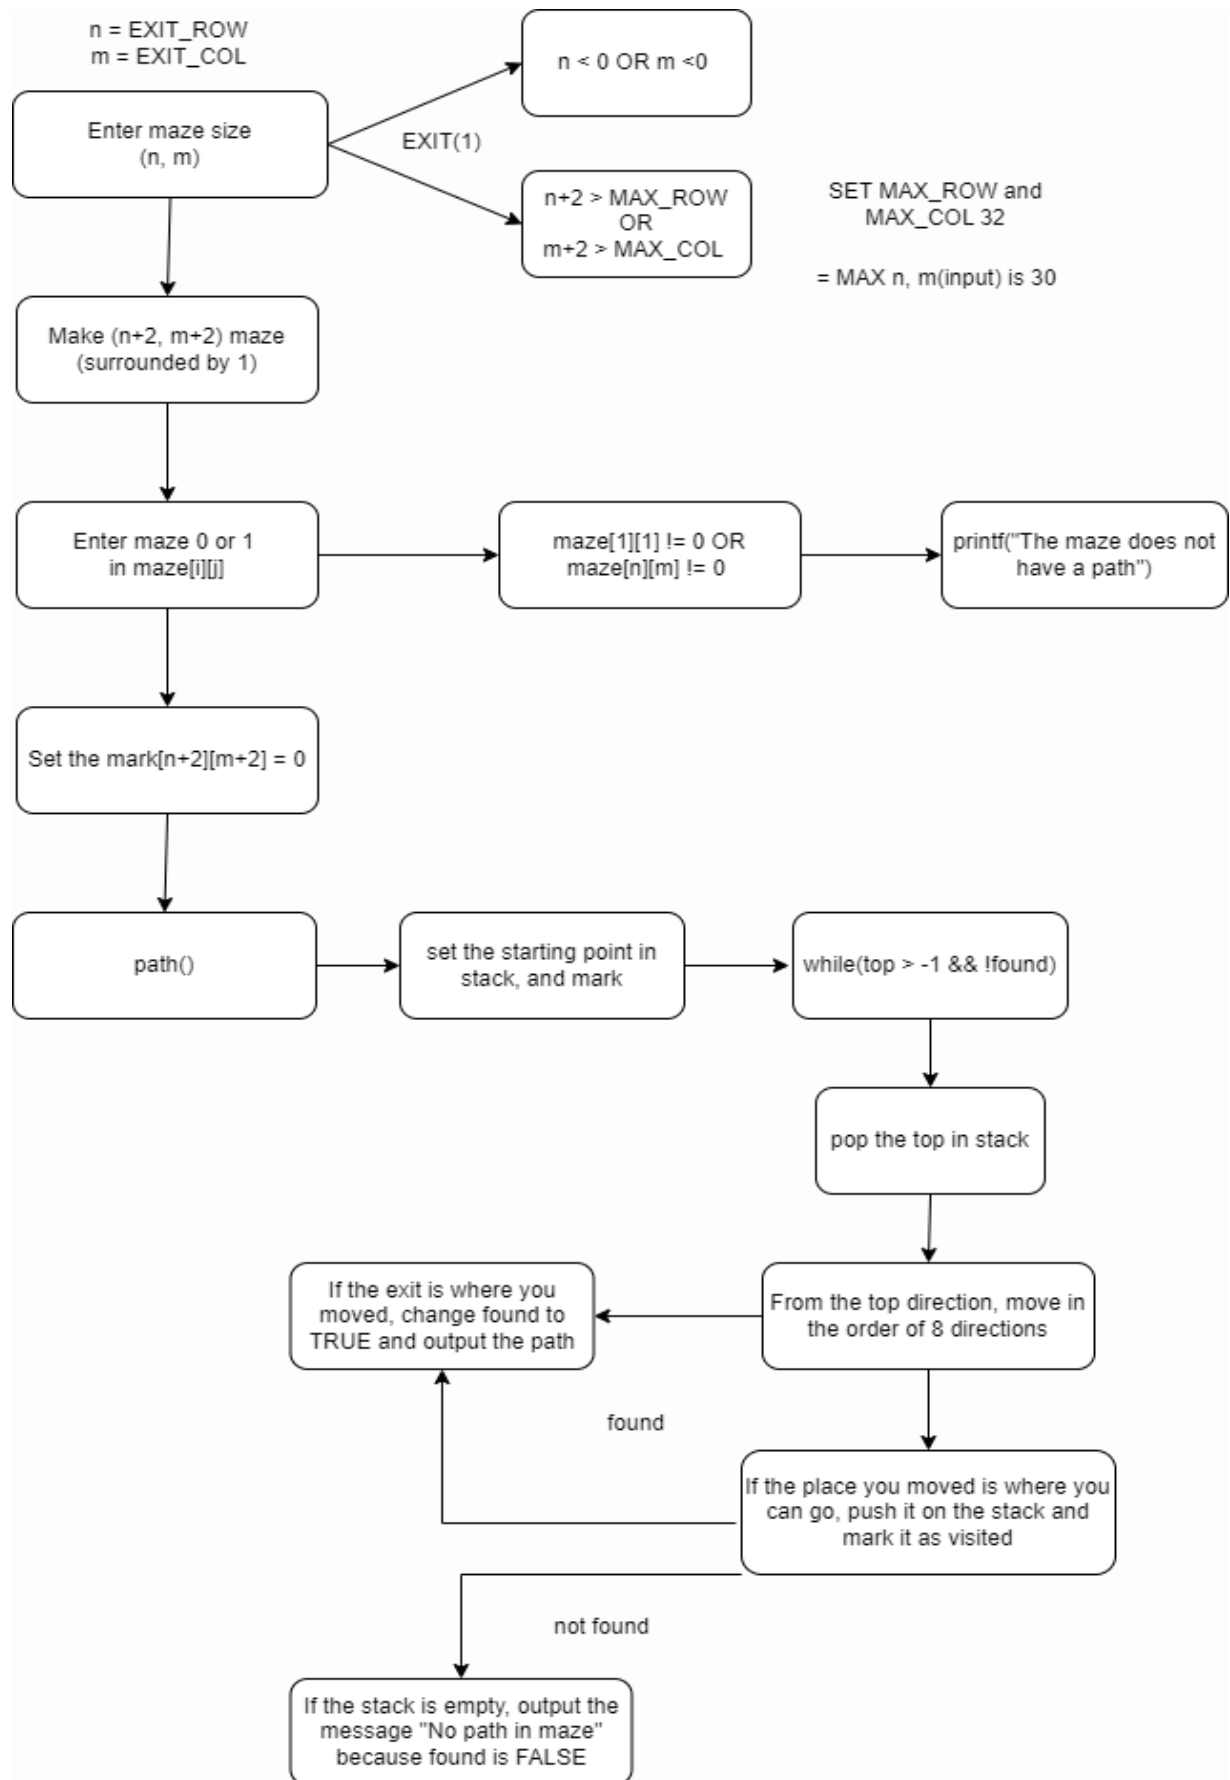 n = EXIT_ROW
m = EXIT_COL
n < 0 OR m <0
Enter maze size
(n, m)
EXIT(1)
n+2 > MAX_ROW
OR
m+2 > MAX_COL
SET MAX_ROW and
MAX_COL 32
= MAX n, m(input) is 30
Make (n+2, m+2) maze
(surrounded by 1)
Enter maze 0 or 1
in maze[i][j]
maze[1][1] != 0 OR
maze[n][m] != 0
printf("The maze does not
have a path")
Set the mark[n+2][m+2] = 0
path()
set the starting point in
stack, and mark
while(top > -1 && !found)
pop the top in stack
If the exit is where you
moved, change found to
TRUE and output the path
From the top direction, move in
the order of 8 directions
found
If the place you moved is where you
can go, push it on the stack and
mark it as visited
not found
If the stack is empty, output the
message "No path in maze"
because found is FALSE